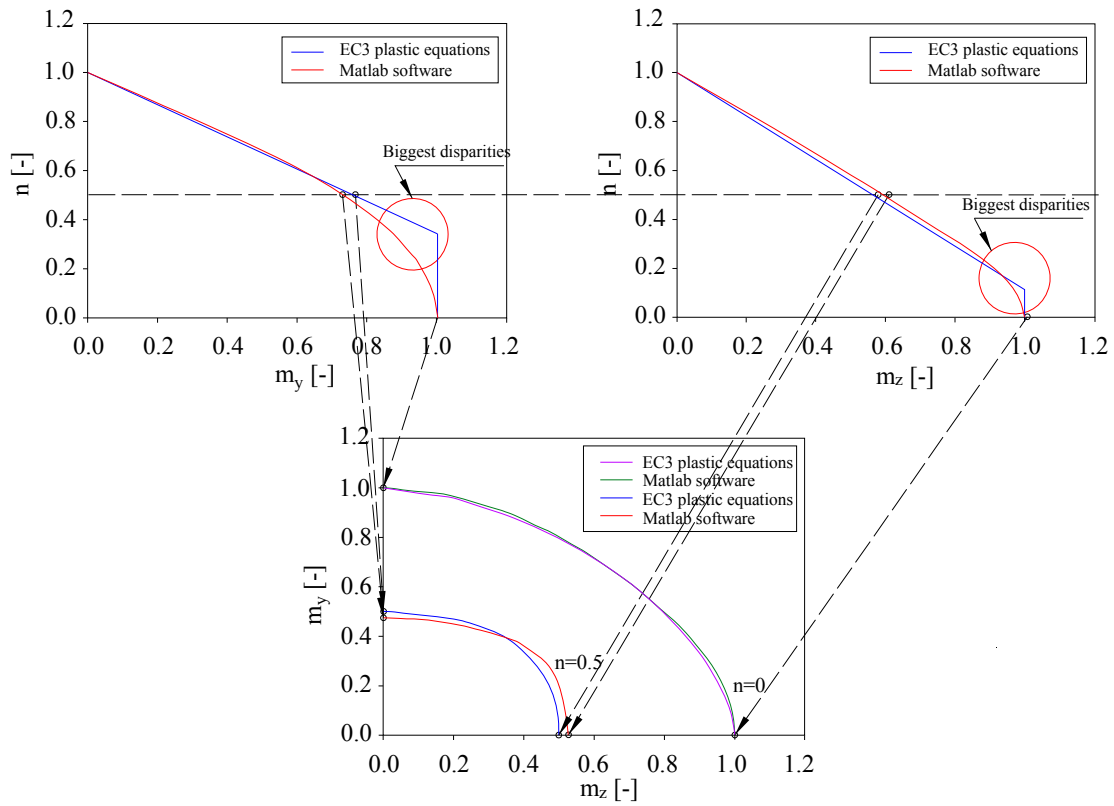 1.2
1.0
0.8
0.6
0.4
0.2
0.0
n [-]
EC3 plastic equations
Matlab software
Biggest disparities
0.0 0.2 0.4 0.6 0.8 1.0 1.2
m_y [-]
1.2
1.0
0.8
0.6
0.4
0.2
0.0
n [-]
EC3 plastic equations
Matlab software
Biggest disparities
0.0 0.2 0.4 0.6 0.8 1.0 1.2
m_z [-]
1.2
1.0
0.8
0.6
0.4
0.2
0.0
m_y [-]
EC3 plastic equations
Matlab software
EC3 plastic equations
Matlab software
n=0.5
n=0
0.0 0.2 0.4 0.6 0.8 1.0 1.2
m_z [-]